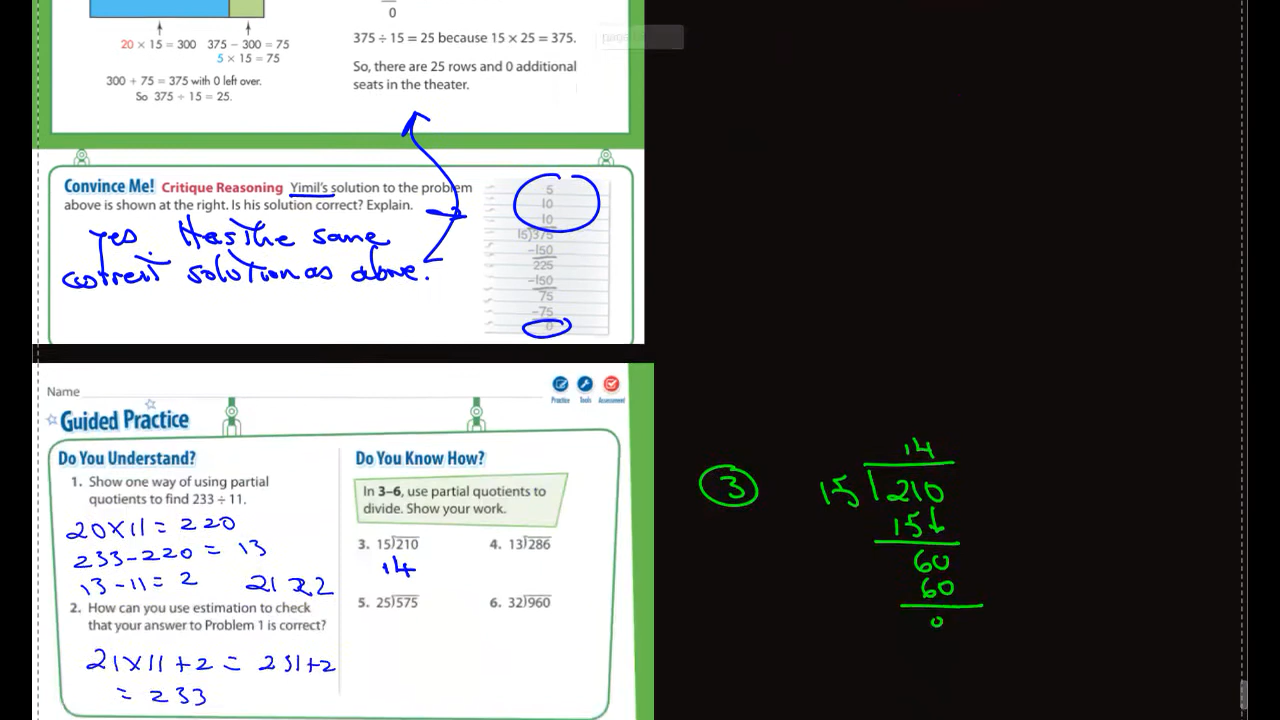 0
20 × 15 = 300 375 − 300 = 75
5 × 15 = 75
300 + 75 = 375 with 0 left over.
So 375 ÷ 15 = 25.
375 ÷ 15 = 25 because 15 × 25 = 375.
So, there are 25 rows and 0 additional
seats in the theater.
Convince Me! Critique Reasoning Yimil's solution to the problem
above is shown at the right. Is his solution correct? Explain.
yes. Has the same
correct solution as above.
5
10
10
15)375
−150
225
−150
75
−75
0
Name
Practice Tools Assessment
Guided Practice
Do You Understand?
1. Show one way of using partial
quotients to find 233 ÷ 11.
20×11 = 220
233−220 = 13
13−11 = 2 21 R2
2. How can you use estimation to check
that your answer to Problem 1 is correct?
21×11+2 = 231+2
= 233
Do You Know How?
In 3–6, use partial quotients to
divide. Show your work.
3. 15)210 4. 13)286
14
5. 25)575 6. 32)960
3
14
15)210
15↓
60
60
0